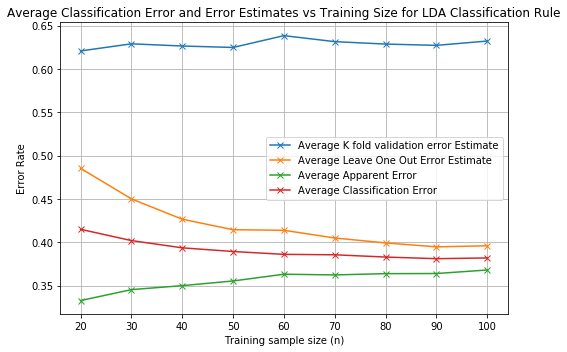 Average Classification Error and Error Estimates vs Training Size for LDA Classification Rule
0.65
0.60
0.55
0.50
0.45
0.40
0.35
Error Rate
Average K fold validation error Estimate
Average Leave One Out Error Estimate
Average Apparent Error
Average Classification Error
20 30 40 50 60 70 80 90 100
Training sample size (n)